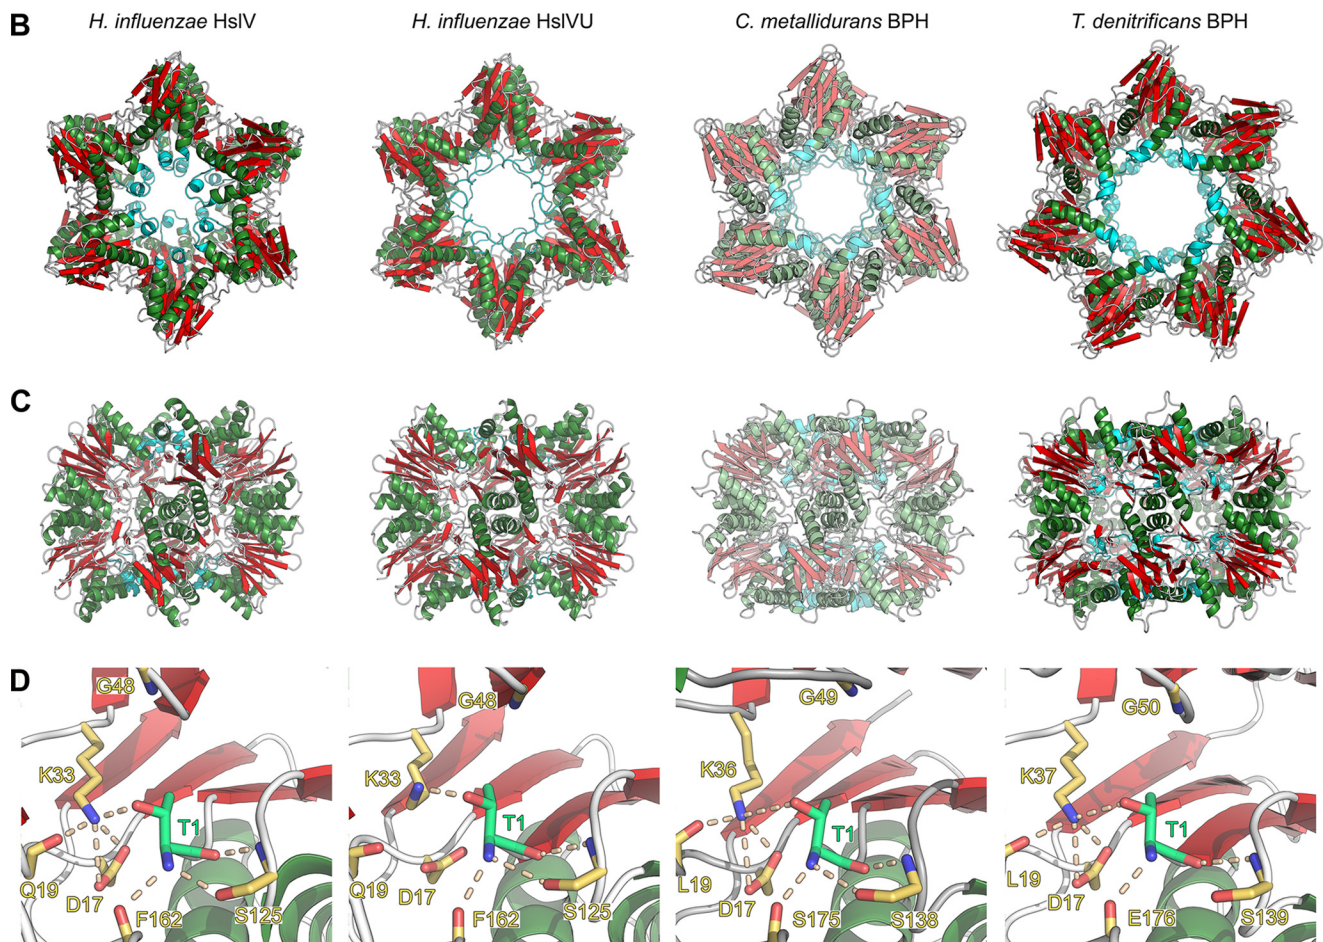 B
H. influenzae HslV
H. influenzae HslVU
C. metallidurans BPH
T. denitrificans BPH
C
D
G48
K33
T1
Q19
D17
F162
S125
G48
K33
T1
Q19
D17
F162
S125
G49
K36
T1
L19
D17
S175
S138
G50
K37
T1
L19
D17
E176
S139